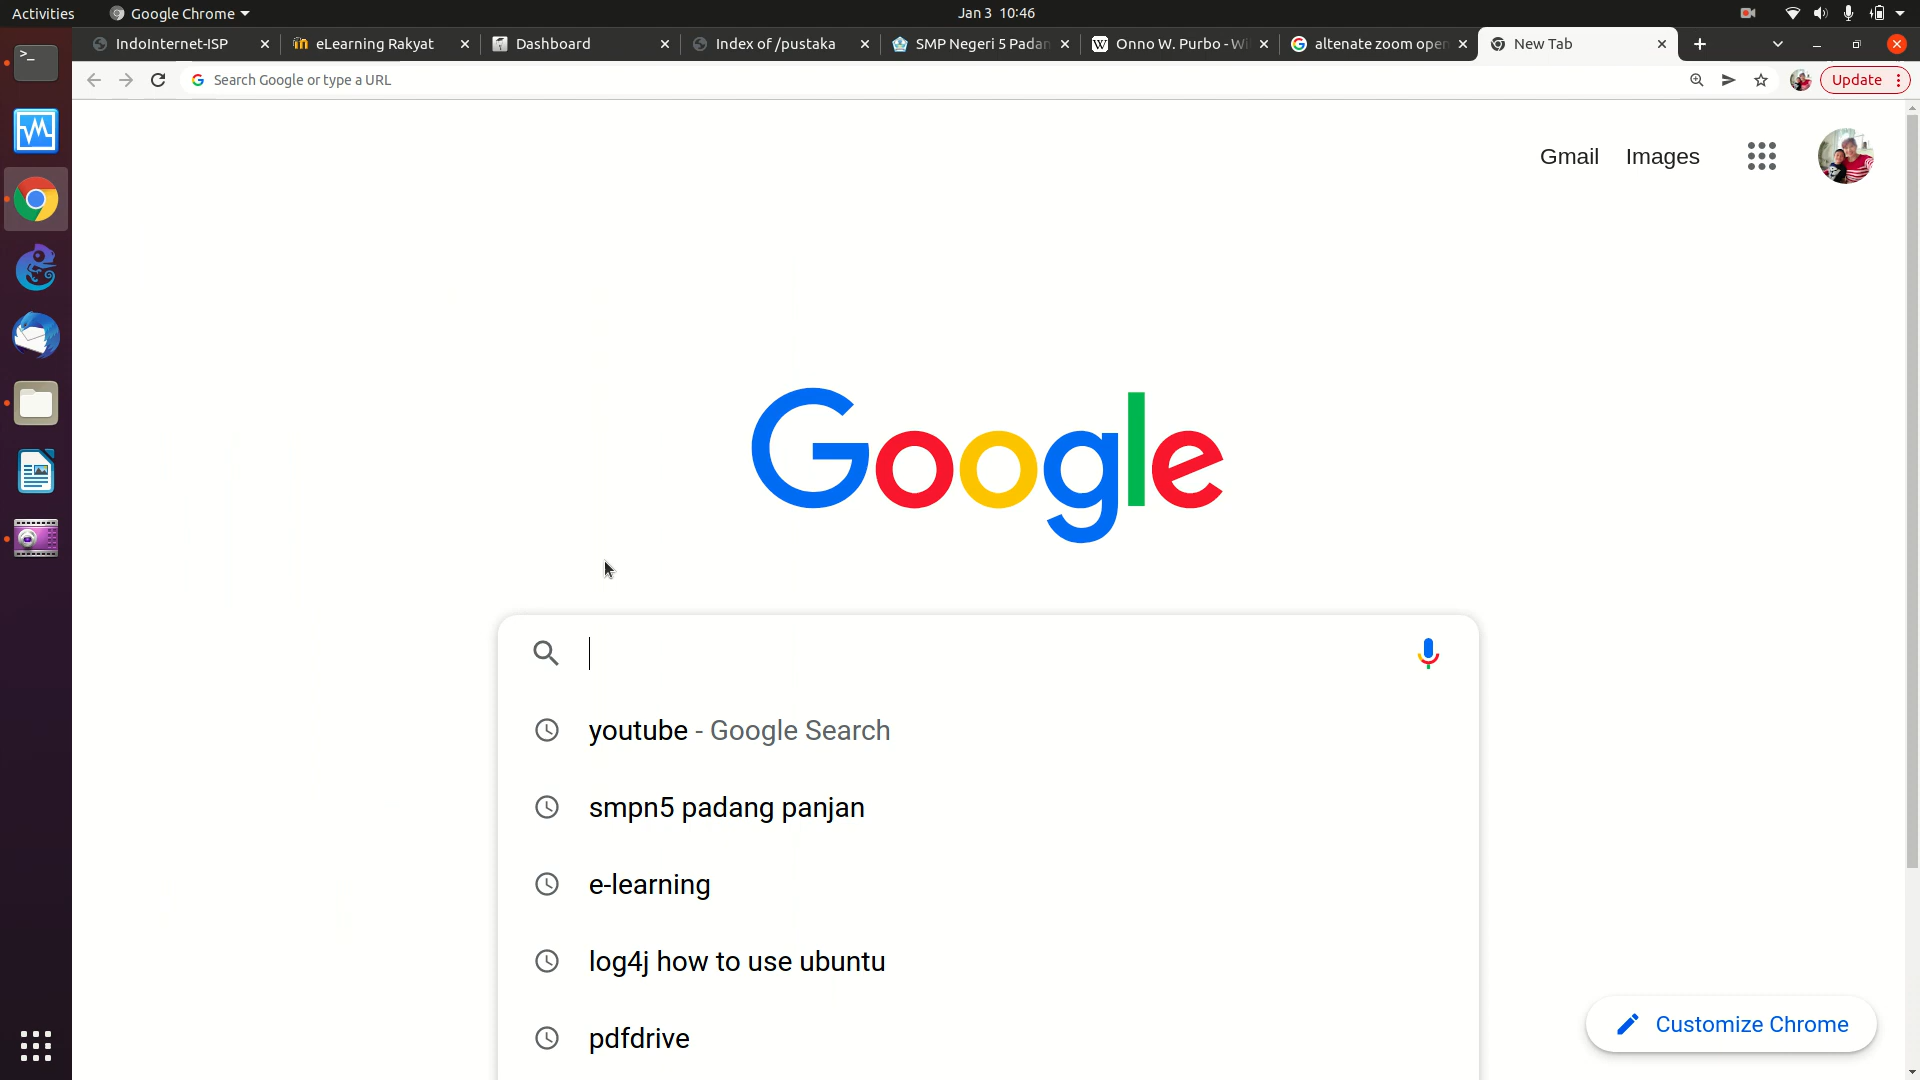 Activities Google Chrome Jan 3 10:46
IndoInternet-ISP eLearning Rakyat Dashboard Index of /pustaka SMP Negeri 5 Padan Onno W. Purbo - Wi altenate zoom open New Tab
Search Google or type a URL Update
Gmail Images
Google
youtube - Google Search
smpn5 padang panjan
e-learning
log4j how to use ubuntu
pdfdrive
Customize Chrome